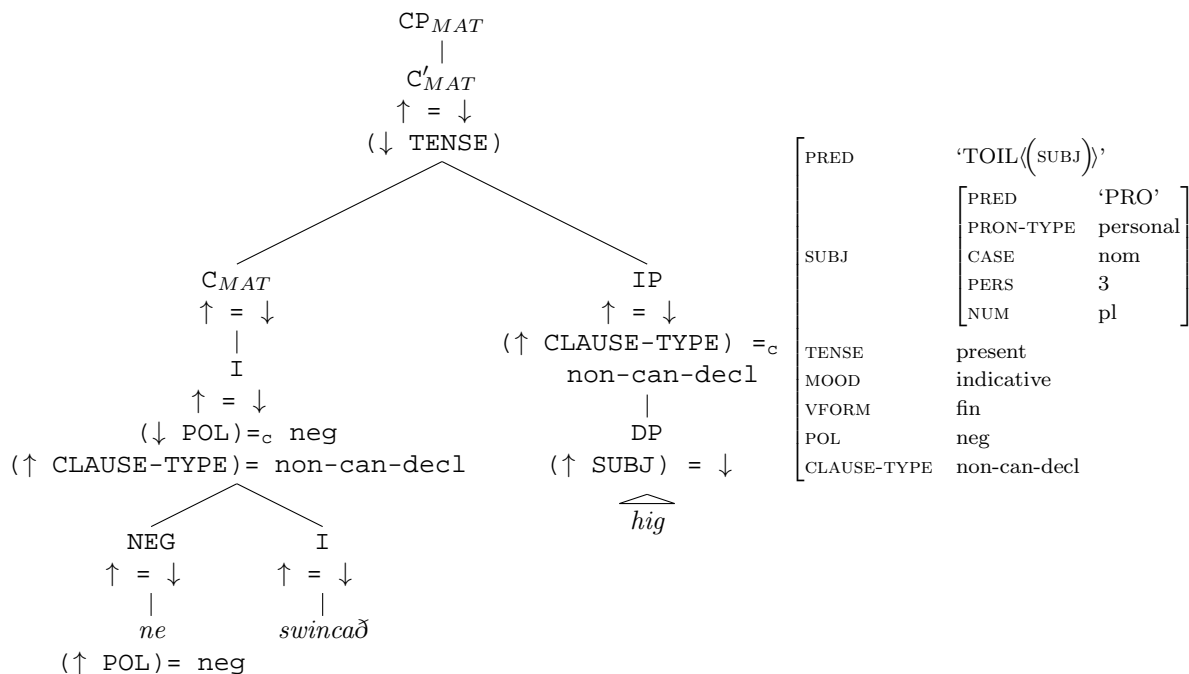 CP_MAT
C′_MAT
↑ = ↓
(↓ TENSE)
C_MAT
↑ = ↓
I
↑ = ↓
(↓ POL)=c neg
(↑ CLAUSE-TYPE)= non-can-decl
NEG
↑ = ↓
ne
(↑ POL)= neg
I
↑ = ↓
swincað
IP
↑ = ↓
(↑ CLAUSE-TYPE) =c
non-can-decl
DP
(↑ SUBJ) = ↓
hig
PRED ‘TOIL⟨(SUBJ)⟩’
SUBJ
PRED ‘PRO’
PRON-TYPE personal
CASE nom
PERS 3
NUM pl
TENSE present
MOOD indicative
VFORM fin
POL neg
CLAUSE-TYPE non-can-decl